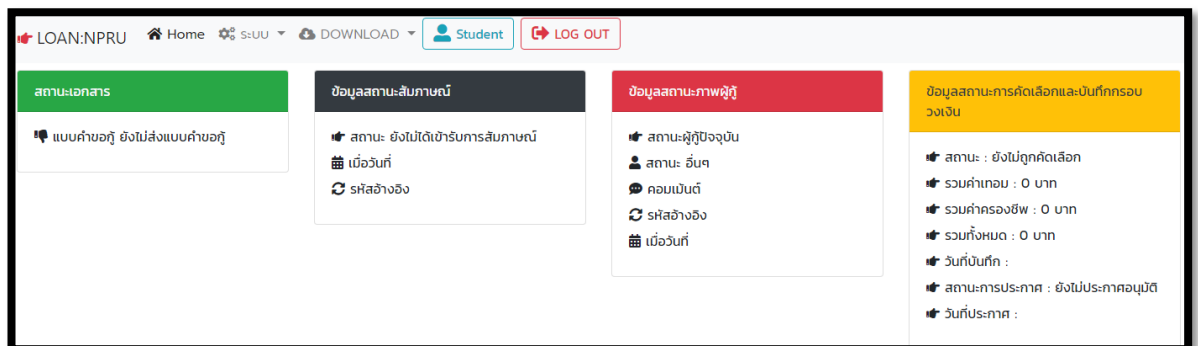 LOAN:NPRU Home ระบบ DOWNLOAD Student LOG OUT
สถานะเอกสาร
แบบคำขอกู้ ยังไม่ส่งแบบคำขอกู้
ข้อมูลสถานะสัมภาษณ์
สถานะ ยังไม่ได้เข้ารับการสัมภาษณ์
เมื่อวันที่
รหัสอ้างอิง
ข้อมูลสถานะภาพผู้กู้
สถานะผู้กู้ปัจจุบัน
สถานะ อื่นๆ
คอมเม้นต์
รหัสอ้างอิง
เมื่อวันที่
ข้อมูลสถานะการคัดเลือกและบันทึกกรอบ
วงเงิน
สถานะ : ยังไม่ถูกคัดเลือก
รวมค่าเทอม : 0 บาท
รวมค่าครองชีพ : 0 บาท
รวมทั้งหมด : 0 บาท
วันที่บันทึก :
สถานะการประกาศ : ยังไม่ประกาศอนุมัติ
วันที่ประกาศ :